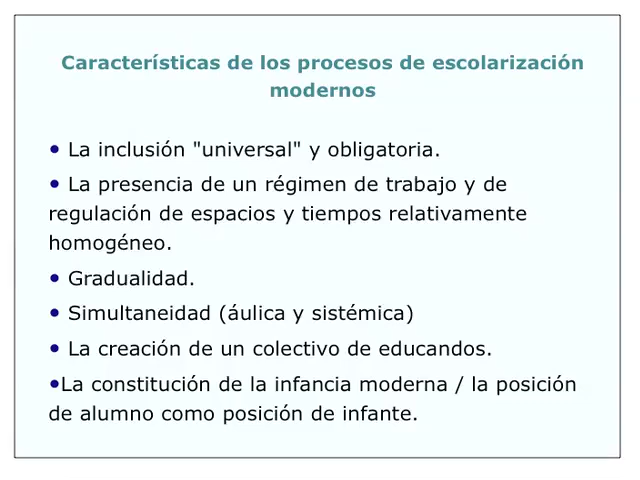 Características de los procesos de escolarización
modernos
• La inclusión "universal" y obligatoria.
• La presencia de un régimen de trabajo y de
regulación de espacios y tiempos relativamente
homogéneo.
• Gradualidad.
• Simultaneidad (áulica y sistémica)
• La creación de un colectivo de educandos.
•La constitución de la infancia moderna / la posición
de alumno como posición de infante.